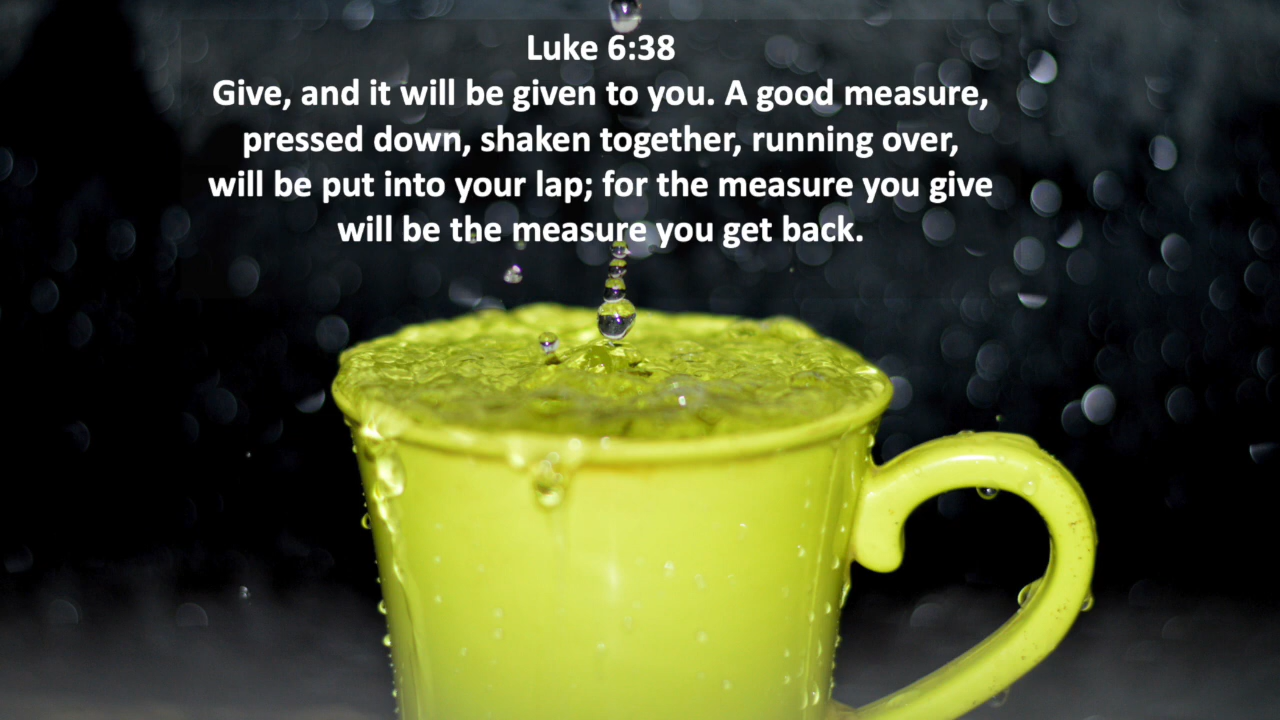 Luke 6:38
Give, and it will be given to you. A good measure,
pressed down, shaken together, running over,
will be put into your lap; for the measure you give
will be the measure you get back.